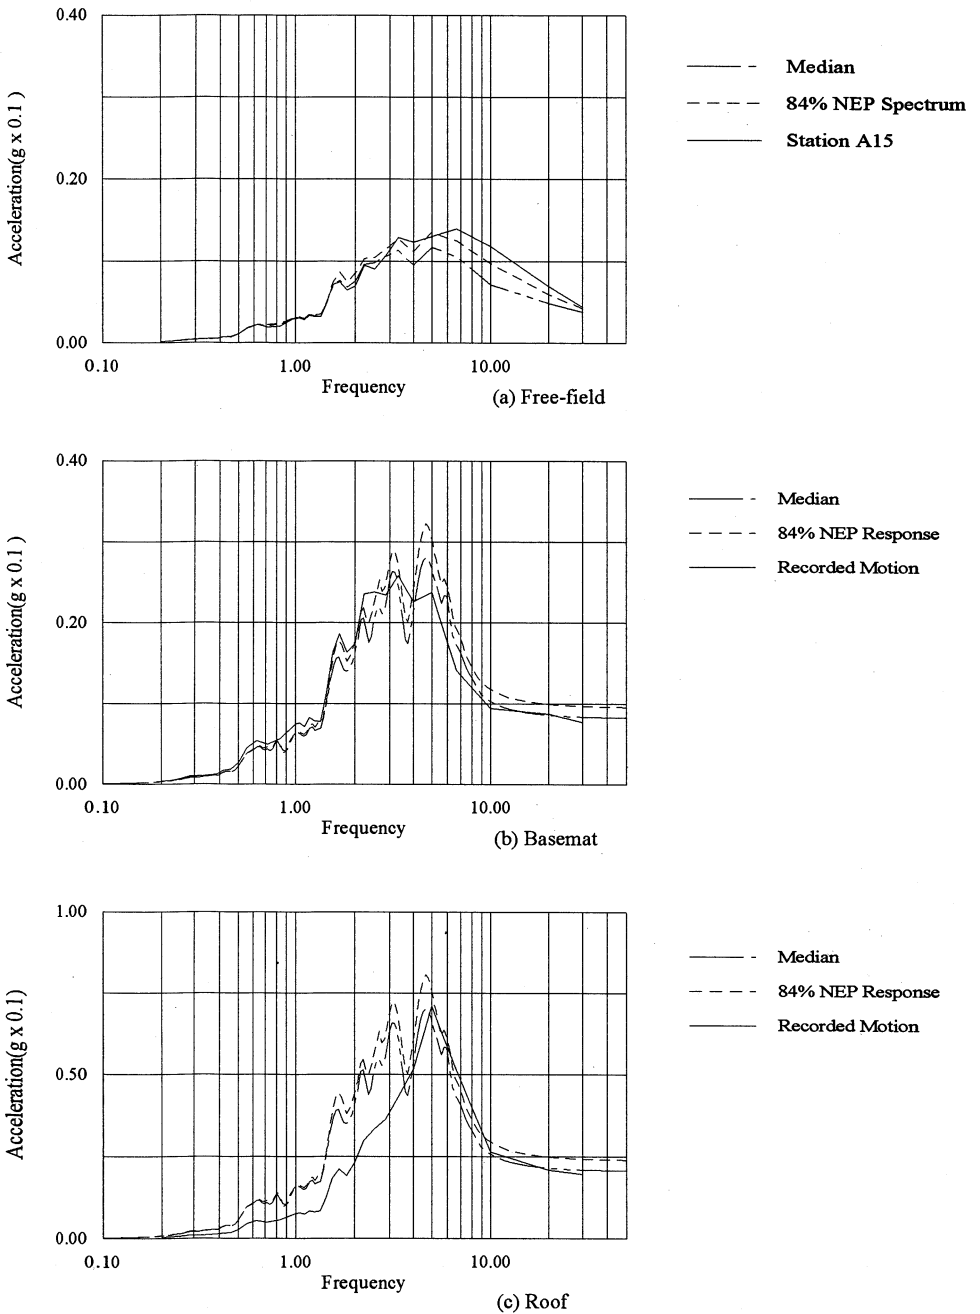 0.40
0.20
0.00
Acceleration(g x 0.1 )
0.10 1.00 10.00
Frequency
(a) Free-field
Median
84% NEP Spectrum
Station A15
0.40
0.20
0.00
Acceleration(g x 0.1 )
0.10 1.00 10.00
Frequency
(b) Basemat
Median
84% NEP Response
Recorded Motion
1.00
0.50
0.00
Acceleration(g x 0.1)
0.10 1.00 10.00
Frequency
(c) Roof
Median
84% NEP Response
Recorded Motion